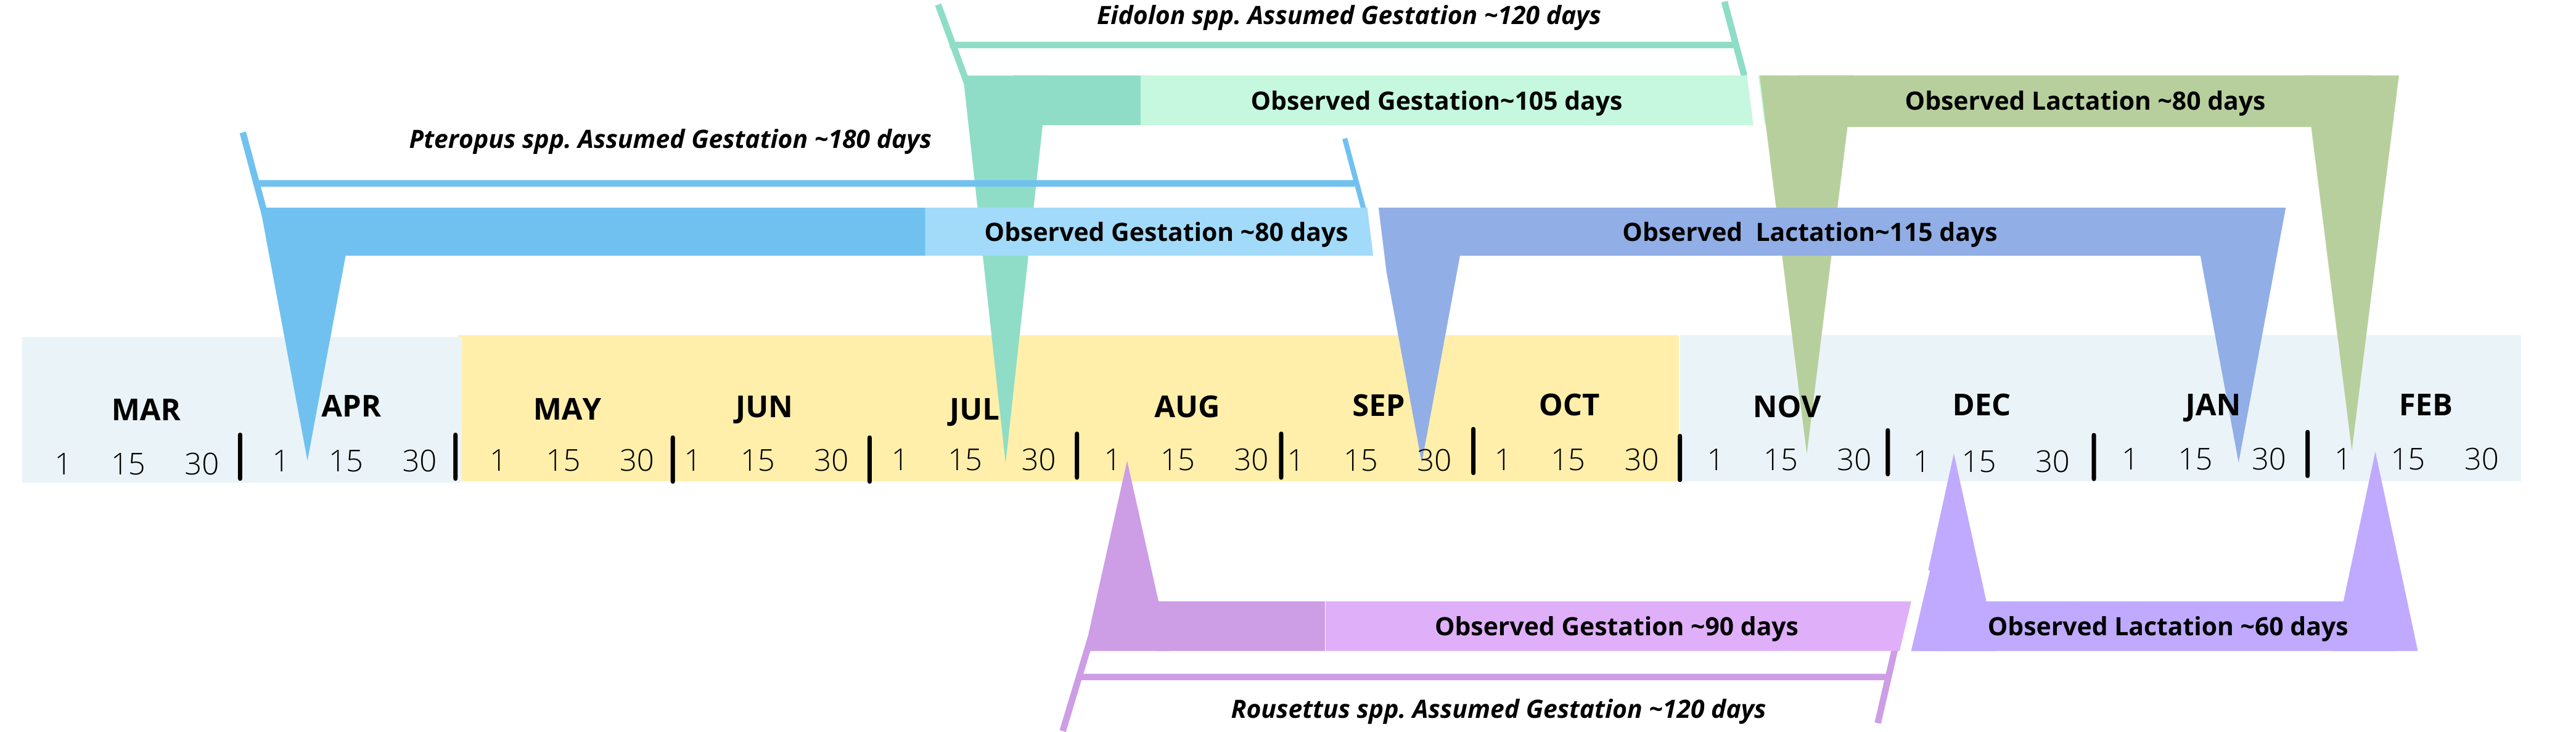 Eidolon spp. Assumed Gestation ~120 days
Observed Gestation~105 days
Observed Lactation ~80 days
Pteropus spp. Assumed Gestation ~180 days
Observed Gestation ~80 days
Observed  Lactation~115 days
MAR APR MAY JUN JUL AUG SEP OCT NOV DEC JAN FEB
1 15 30 1 15 30 1 15 30 1 15 30 1 15 30 1 15 30 1 15 30 1 15 30 1 15 30 1 15 30 1 15 30 1 15 30
Observed Gestation ~90 days
Observed Lactation ~60 days
Rousettus spp. Assumed Gestation ~120 days